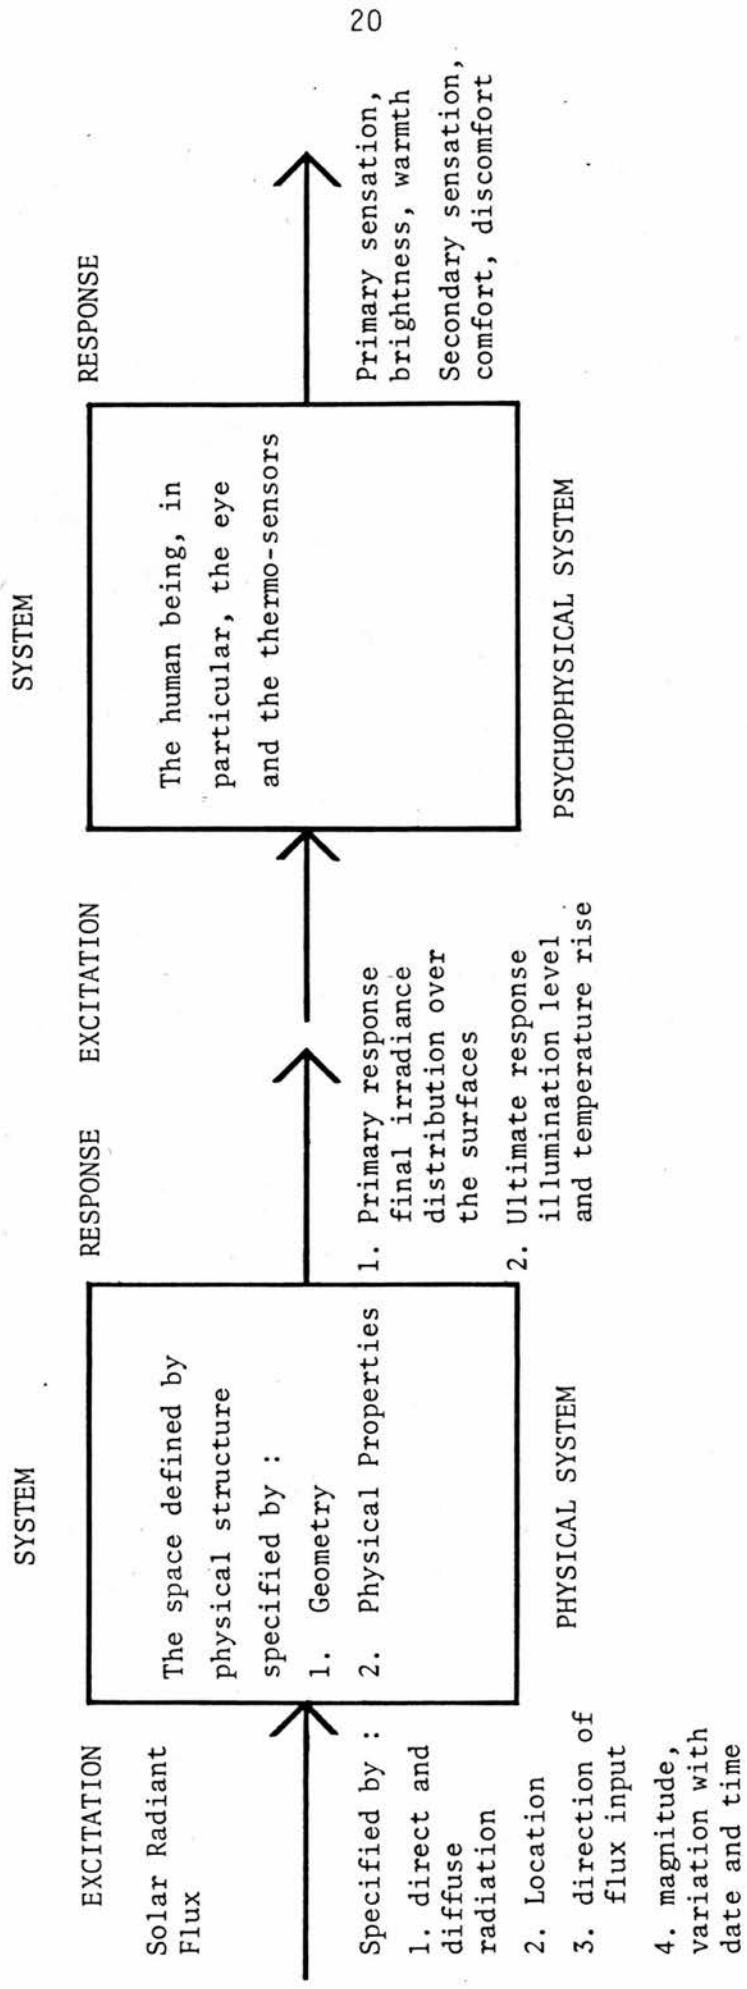 20
SYSTEM
SYSTEM
EXCITATION
RESPONSE
EXCITATION
RESPONSE
Solar Radiant
Flux
Specified by :
1. direct and
diffuse
radiation
2. Location
3. direction of
flux input
4. magnitude,
variation with
date and time
The space defined by
physical structure
specified by :
1. Geometry
2. Physical Properties
PHYSICAL SYSTEM
1. Primary response
final irradiance
distribution over
the surfaces
2. Ultimate response
illumination level
and temperature rise
The human being, in
particular, the eye
and the thermo-sensors
PSYCHOPHYSICAL SYSTEM
Primary sensation,
brightness, warmth
Secondary sensation,
comfort, discomfort